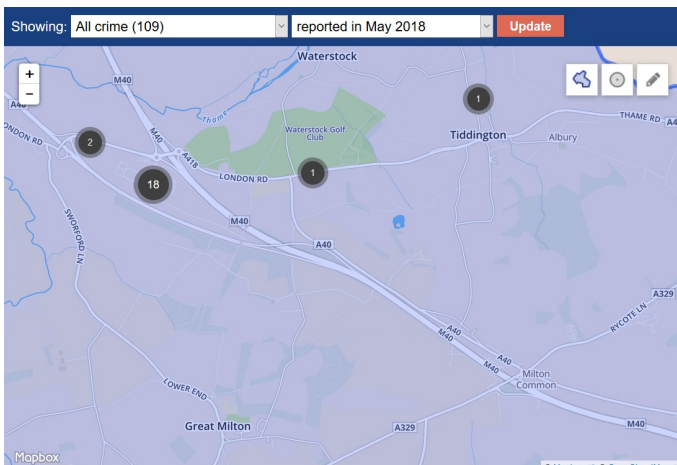 Showing: All crime (109) reported in May 2018 Update
Waterstock
+
−
M40
A40
1
Thame
THAME RD A4
Waterstock Golf
Club
Tiddington
Albury
ONDON RD
2
M40
A418
18
LONDON RD
1
SWORFORD LN
M40
A40
A329
RYCOTE LN
M40
A40
A40
M40
Milton
Common
LOWER END
Great Milton
A329
M40
Mapbox